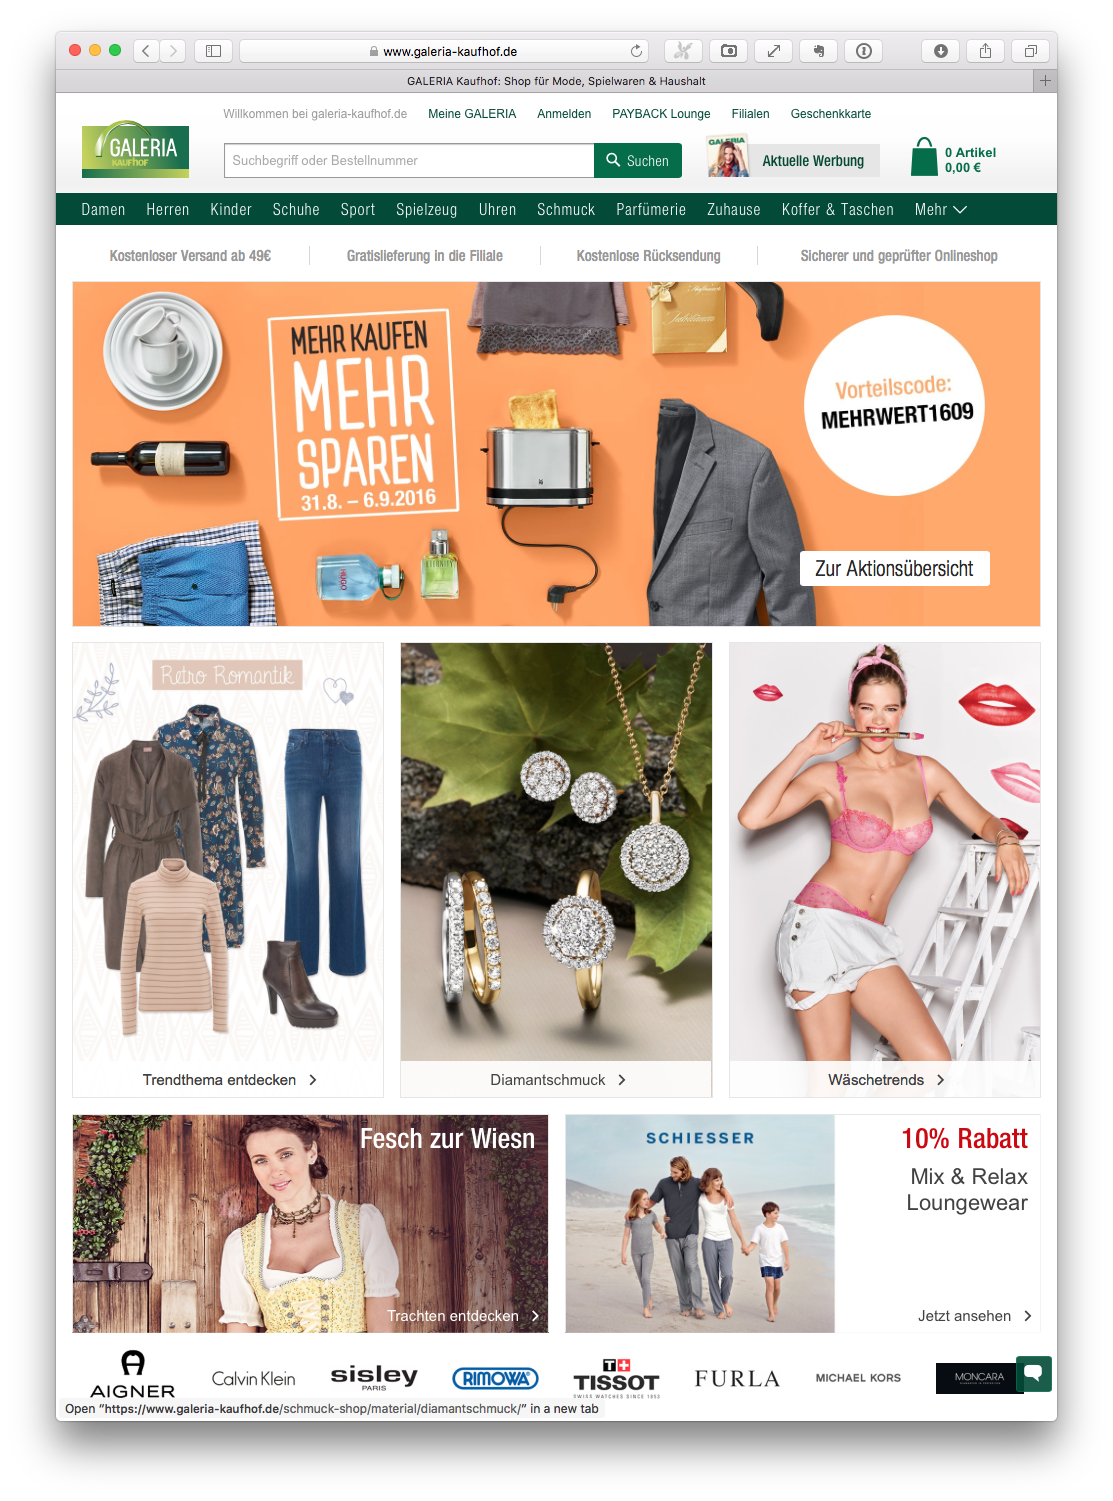 www.galeria-kaufhof.de
GALERIA Kaufhof: Shop für Mode, Spielwaren & Haushalt
Willkommen bei galeria-kaufhof.de Meine GALERIA Anmelden PAYBACK Lounge Filialen Geschenkkarte
GALERIA
KAUFHOF
Suchbegriff oder Bestellnummer Suchen
GALERIA
Aktuelle Werbung
0 Artikel
0,00 €
Damen Herren Kinder Schuhe Sport Spielzeug Uhren Schmuck Parfümerie Zuhause Koffer & Taschen Mehr
Kostenloser Versand ab 49€ Gratislieferung in die Filiale Kostenlose Rücksendung Sicherer und geprüfter Onlineshop
MEHR KAUFEN
MEHR
SPAREN
31.8. – 6.9.2016
Vorteilscode:
MEHRWERT1609
WMF
HUGO
ETERNITY
Zur Aktionsübersicht
Retro Romantik
Trendthema entdecken
Diamantschmuck
Wäschetrends
Fesch zur Wiesn
Trachten entdecken
SCHIESSER
10% Rabatt
Mix & Relax
Loungewear
Jetzt ansehen
AIGNER
Calvin Klein
sisley
PARIS
RIMOWA
T+
TISSOT
SWISS WATCHES SINCE 1853
FURLA
MICHAEL KORS
MONCARA
Open “https://www.galeria-kaufhof.de/schmuck-shop/material/diamantschmuck/” in a new tab